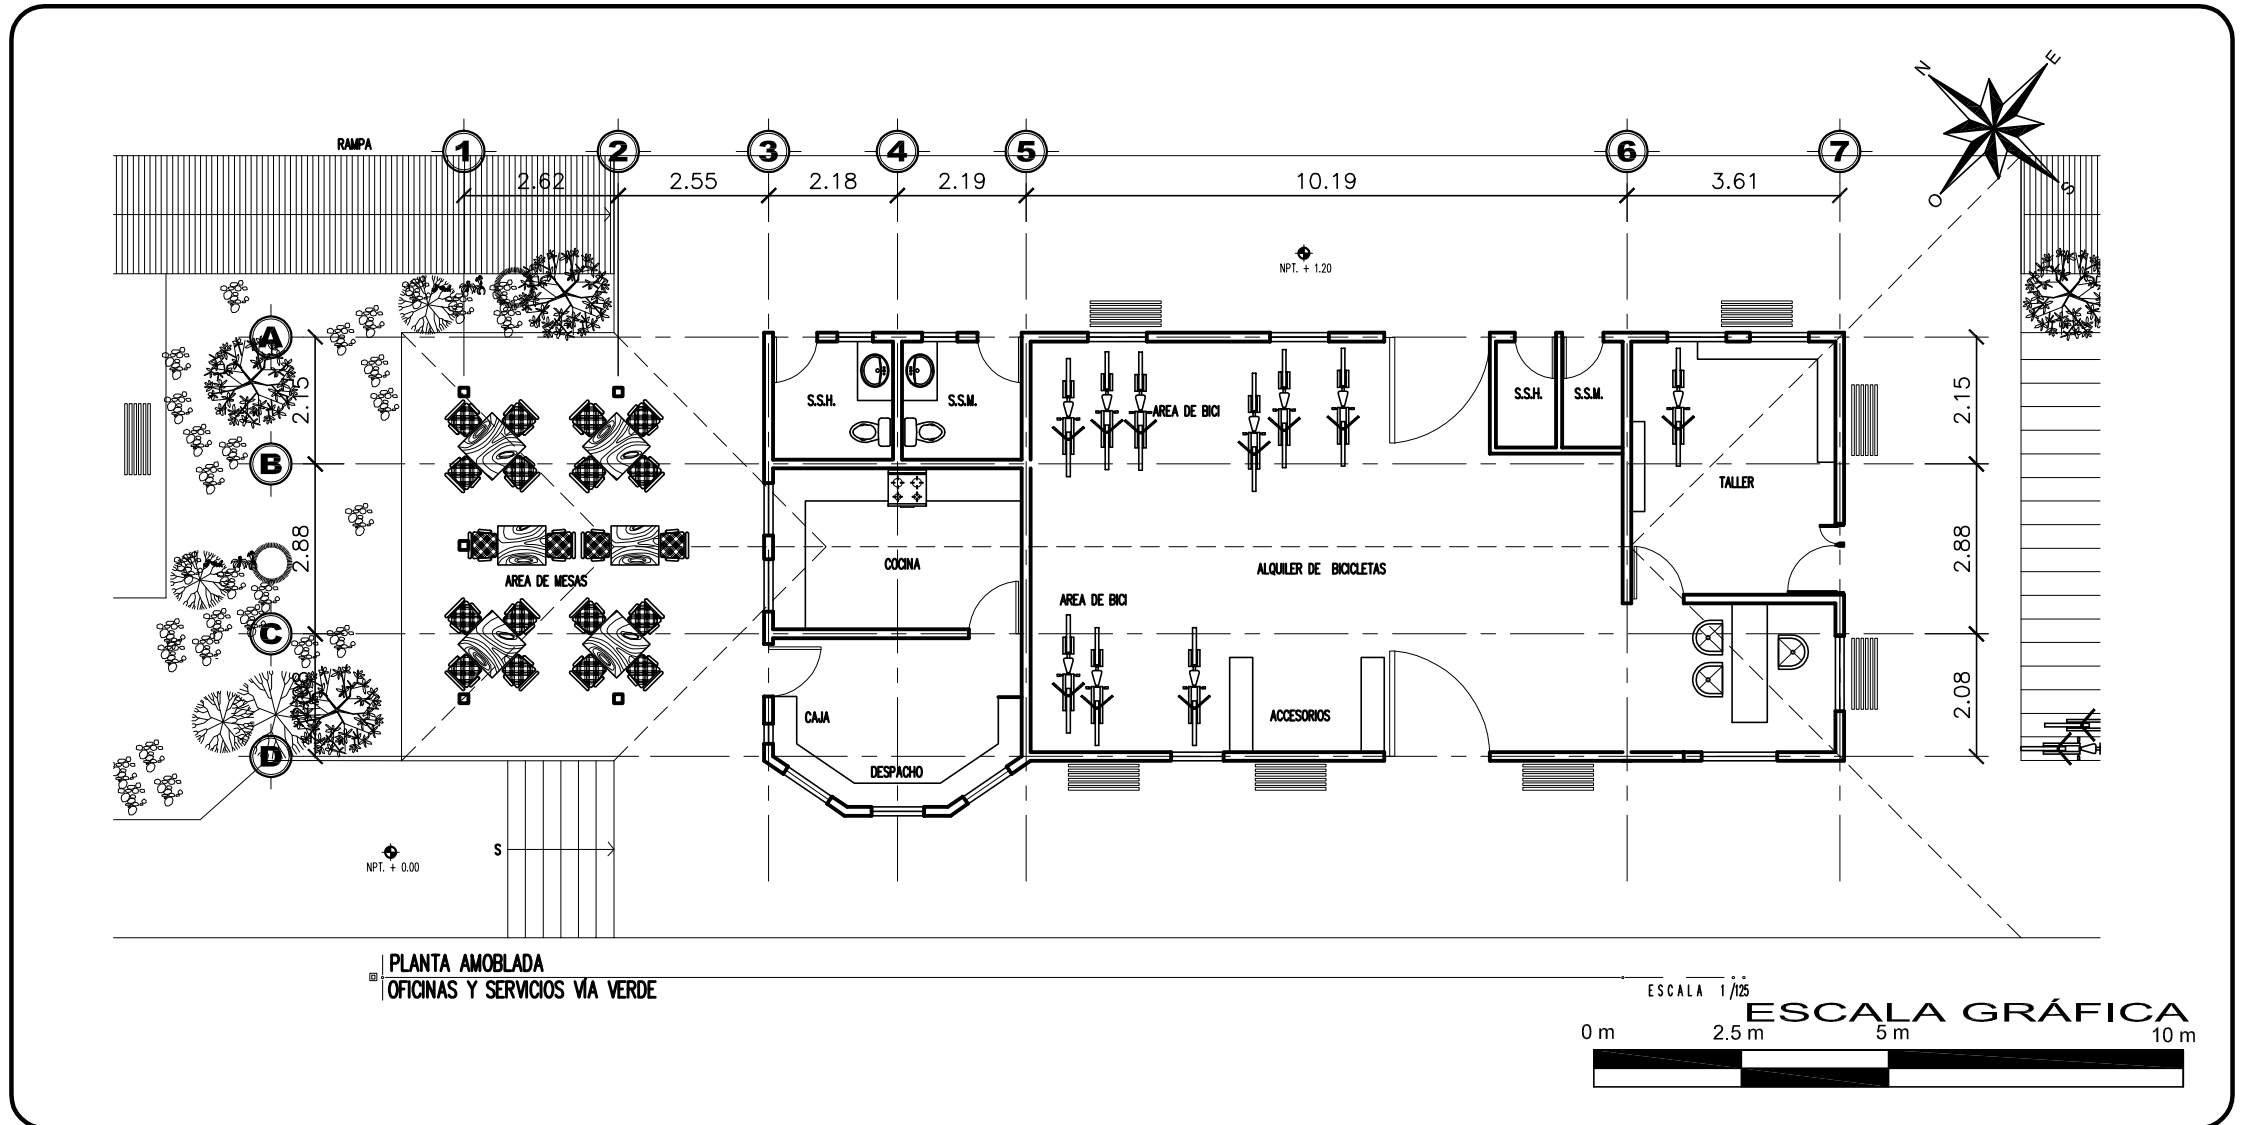 N
E
O
S
RAMPA
1
2
3
4
5
6
7
2.62
2.55
2.18
2.19
10.19
3.61
NPT. + 1.20
A
2.15
2.15
S.S.H.
S.S.M.
AREA DE BICI
S.S.H.
S.S.M.
B
TALLER
2.88
2.88
COCINA
ALQUILER DE BICICLETAS
AREA DE MESAS
AREA DE BICI
C
2.08
CAJA
ACCESORIOS
D
DESPACHO
S
NPT. + 0.00
PLANTA AMOBLADA
OFICINAS Y SERVICIOS VÍA VERDE
ESCALA 1/125
ESCALA GRÁFICA
0 m 2.5 m 5 m 10 m